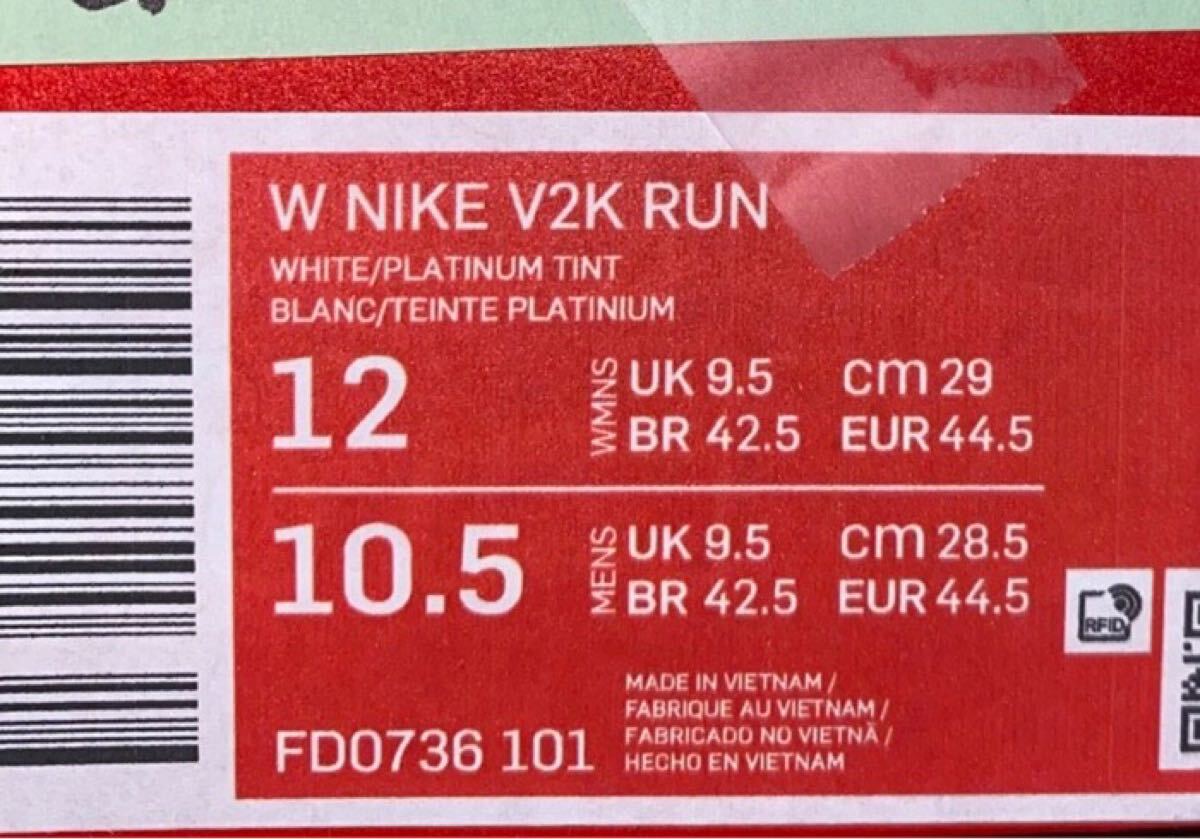 W NIKE V2K RUN
WHITE/PLATINUM TINT
BLANC/TEINTE PLATINIUM
12 WMNS UK 9.5 cm 29
BR 42.5 EUR 44.5
10.5 MENS UK 9.5 cm 28.5
BR 42.5 EUR 44.5
RFID
MADE IN VIETNAM /
FABRIQUE AU VIETNAM /
FABRICADO NO VIETNÃ /
HECHO EN VIETNAM
FD0736 101